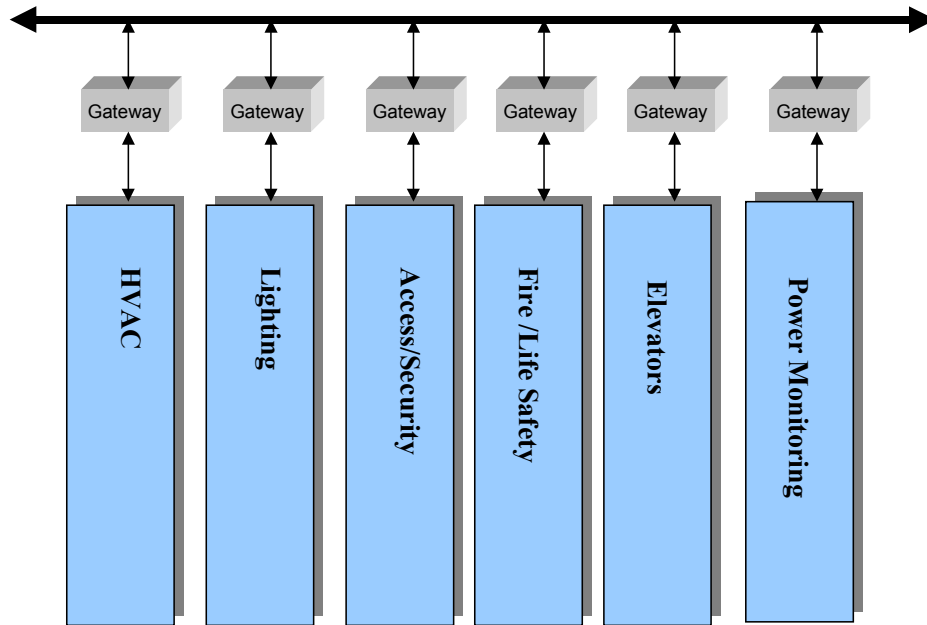 Gateway
Gateway
Gateway
Gateway
Gateway
Gateway
HVAC
Lighting
Access/Security
Fire /Life Safety
Elevators
Power Monitoring